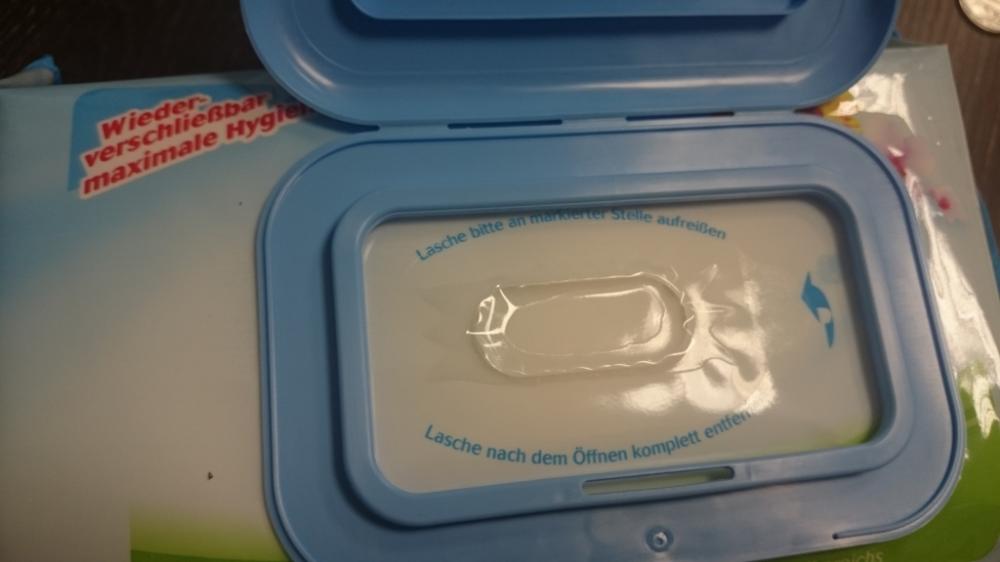 Wieder-
verschließbar
maximale
Lasche bitte an markierter Stelle aufreißen
Lasche nach dem Öffnen komplett